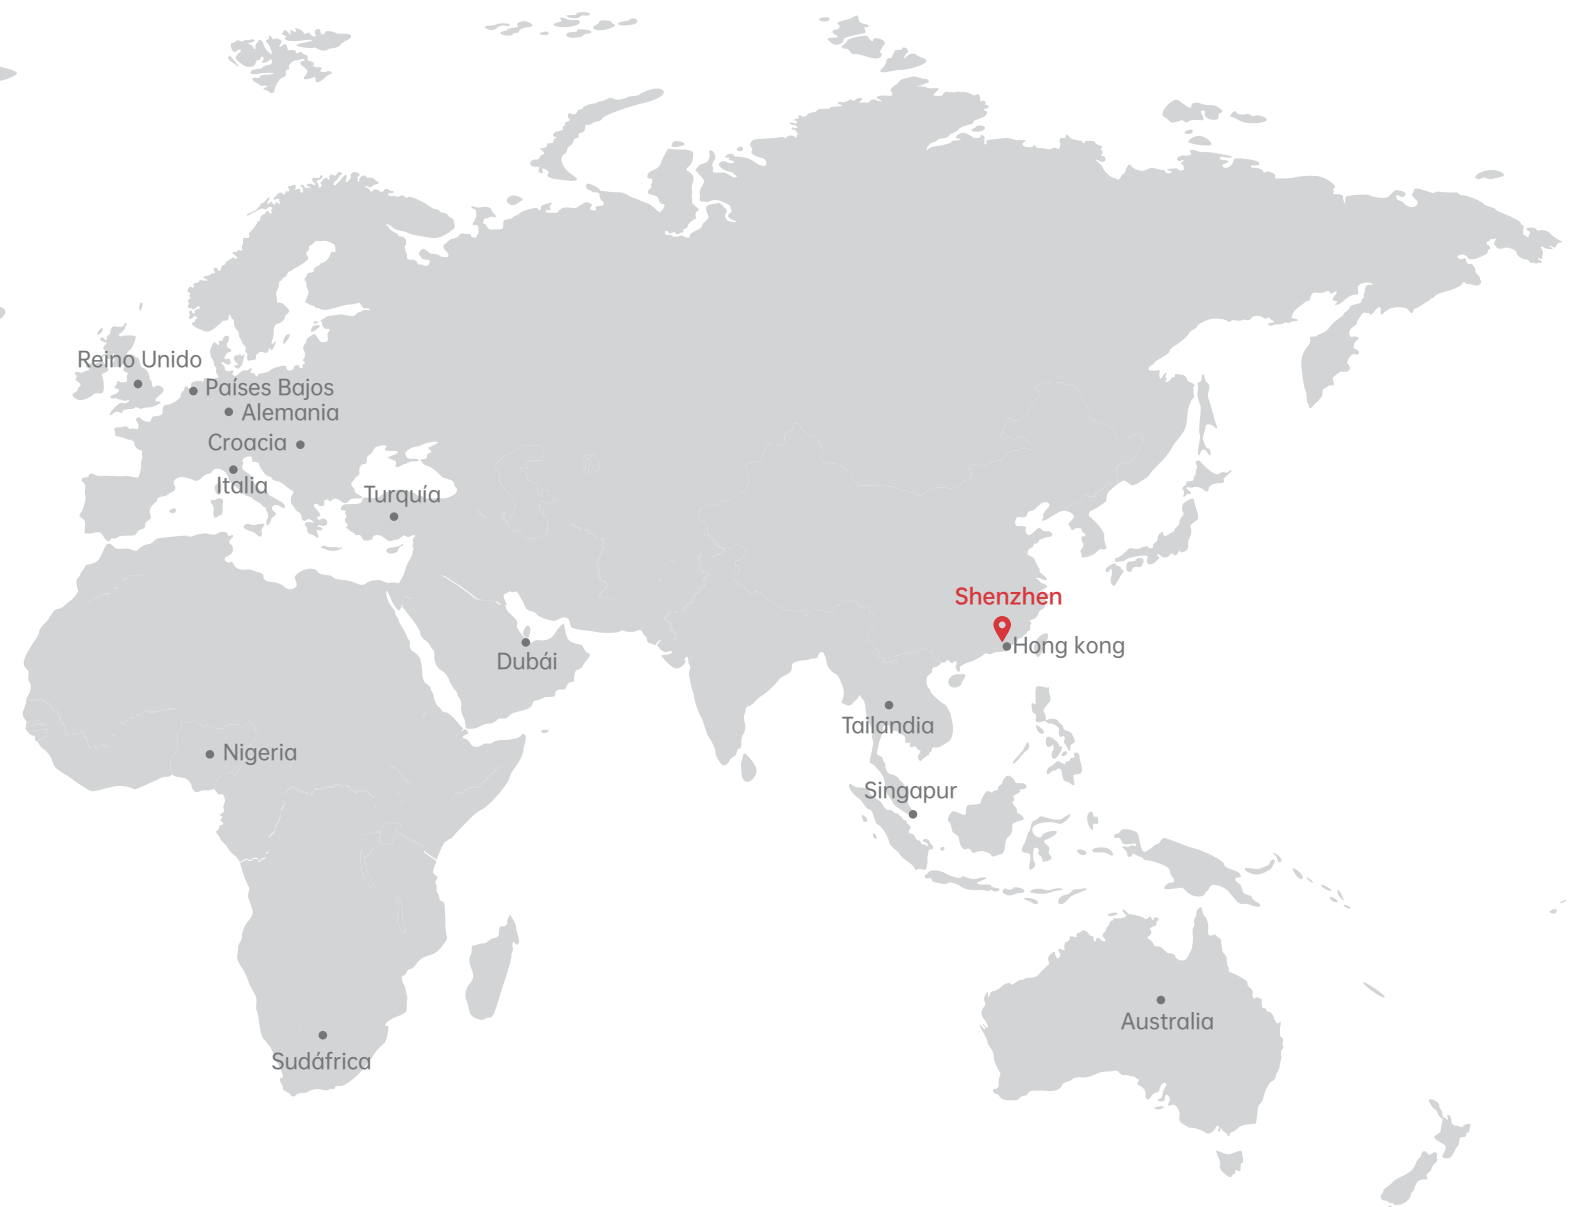 Reino Unido
Países Bajos
Alemania
Croacia
Italia
Turquía
Shenzhen
Hong kong
Dubái
Tailandia
Nigeria
Singapur
Australia
Sudáfrica